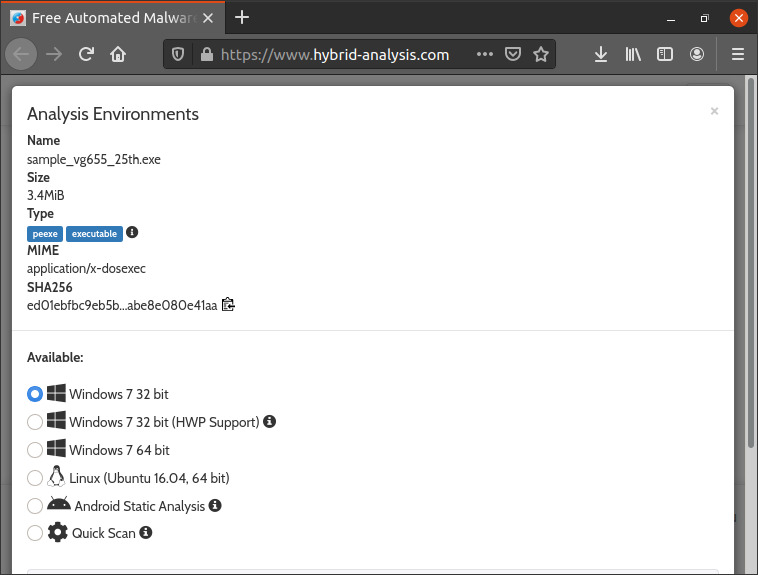 Free Automated Malware
https://www.hybrid-analysis.com
Analysis Environments
×
Name
sample_vg655_25th.exe
Size
3.4MiB
Type
peexe executable
MIME
application/x-dosexec
SHA256
ed01ebfbc9eb5b...abe8e080e41aa
Available:
Windows 7 32 bit
Windows 7 32 bit (HWP Support)
Windows 7 64 bit
Linux (Ubuntu 16.04, 64 bit)
Android Static Analysis
Quick Scan